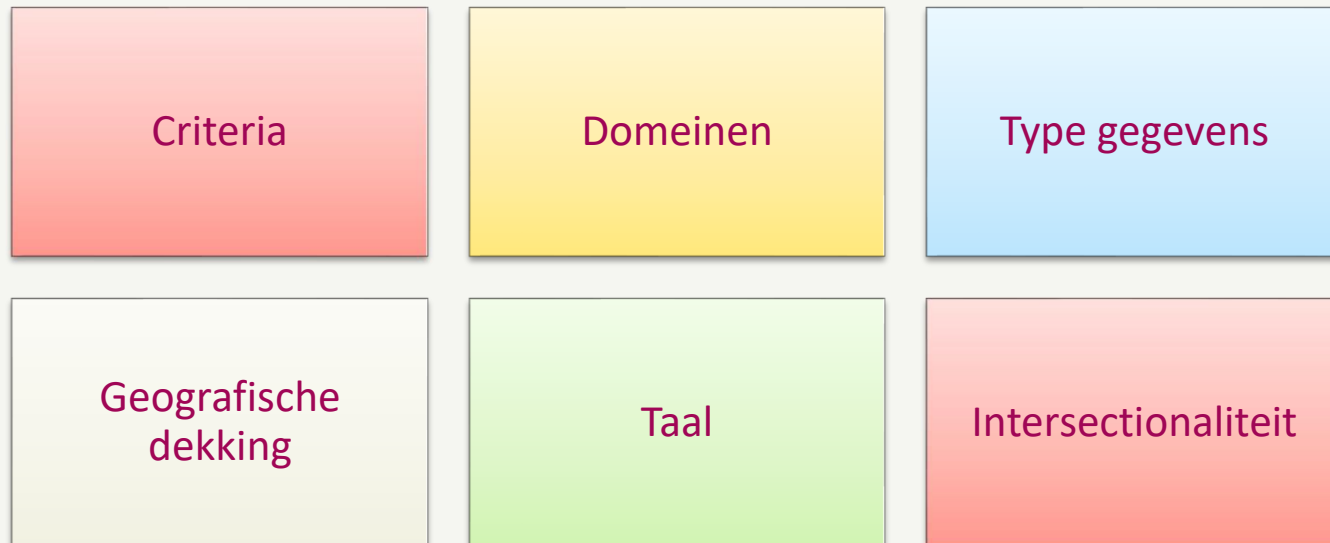 Criteria
Domeinen
Type gegevens
Geografische
dekking
Taal
Intersectionaliteit